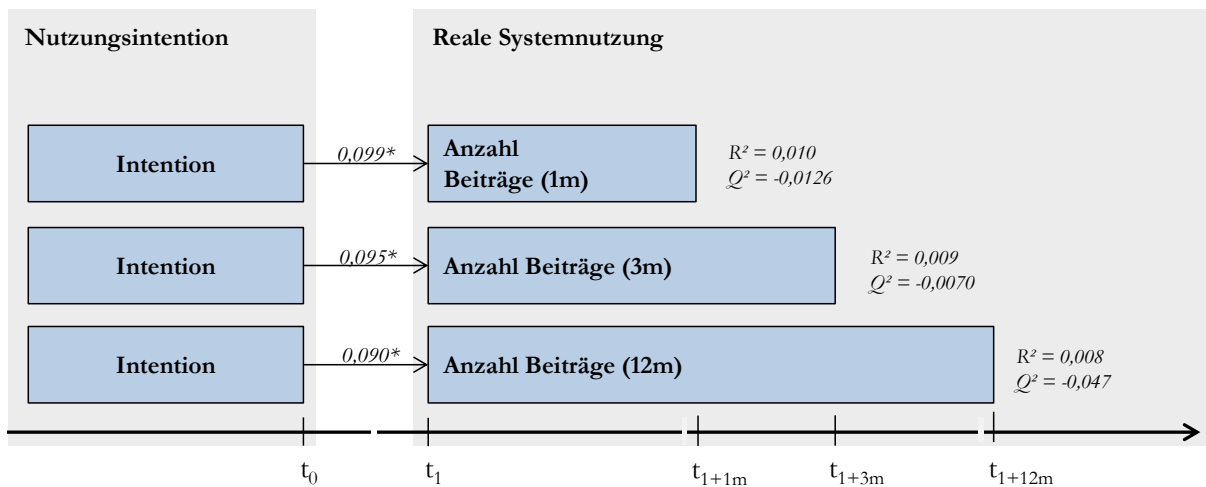 Nutzungsintention
Reale Systemnutzung
Intention
0,099*
Anzahl
Beiträge (1m)
R² = 0,010
Q² = -0,0126
Intention
0,095*
Anzahl Beiträge (3m)
R² = 0,009
Q² = -0,0070
Intention
0,090*
Anzahl Beiträge (12m)
R² = 0,008
Q² = -0,047
t₀
t₁
t₁₊₁ₘ
t₁₊₃ₘ
t₁₊₁₂ₘ